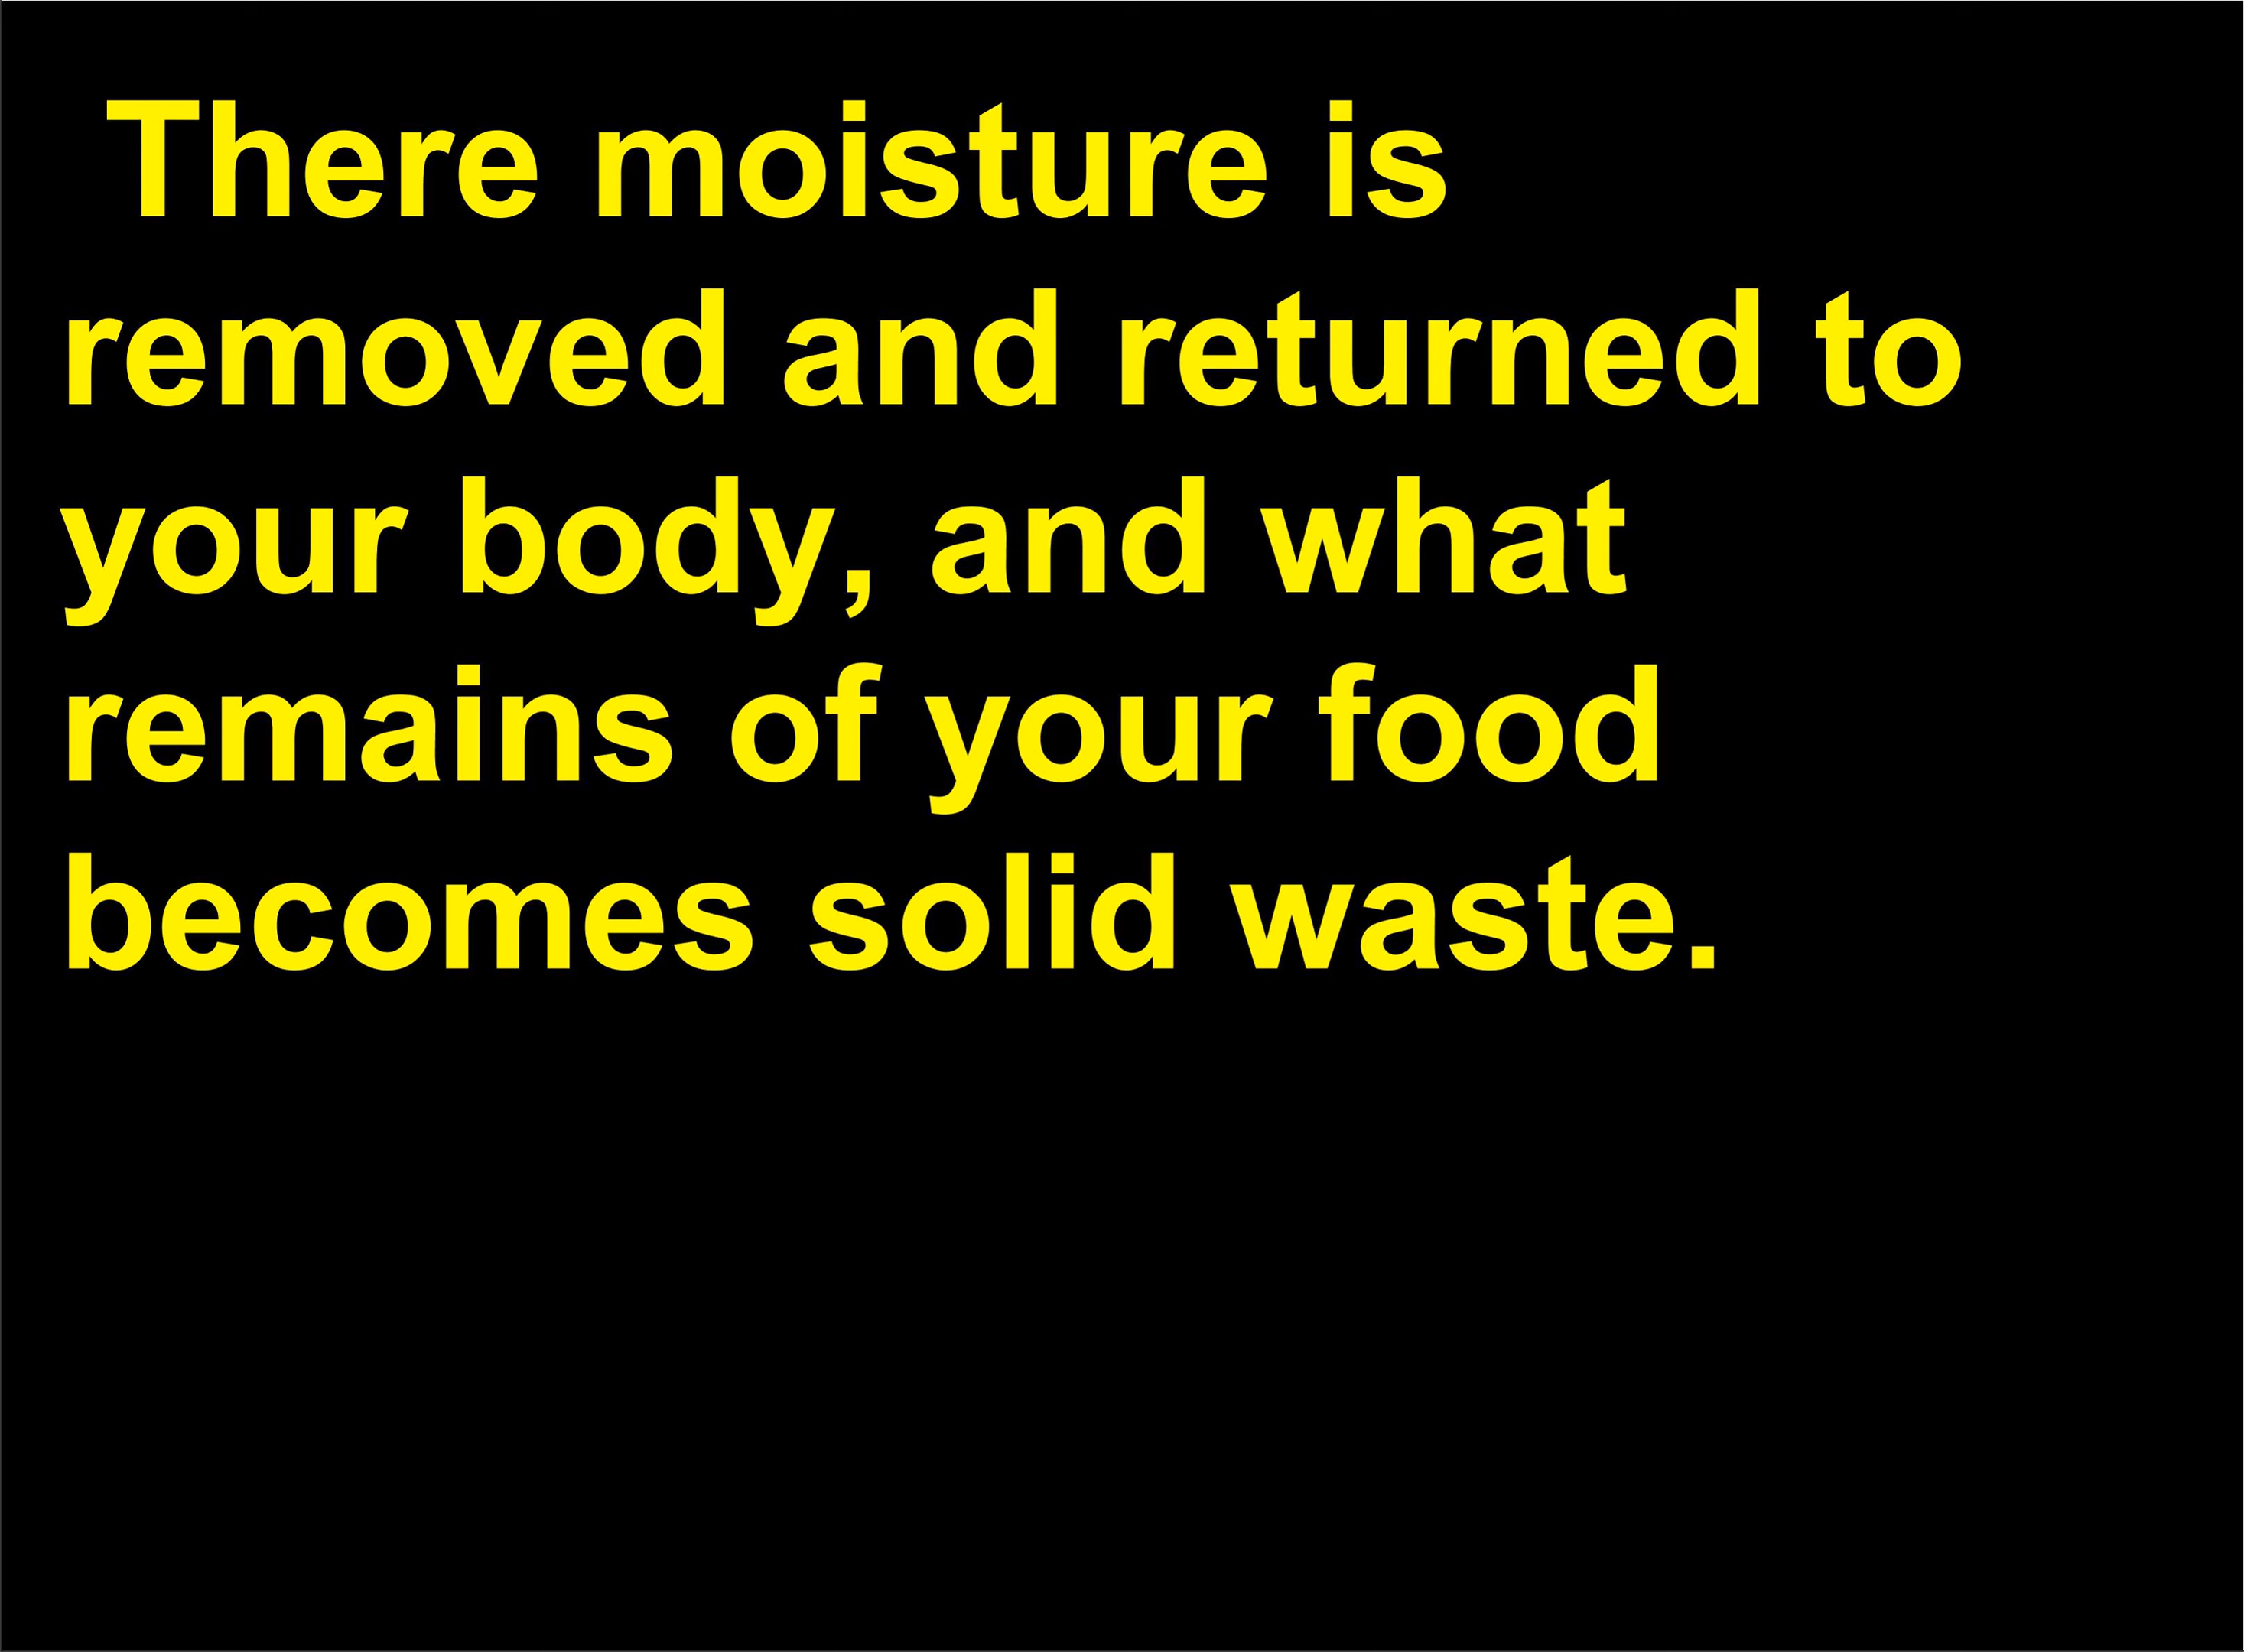 There moisture is
removed and returned to
your body, and what
remains of your food
becomes solid waste.